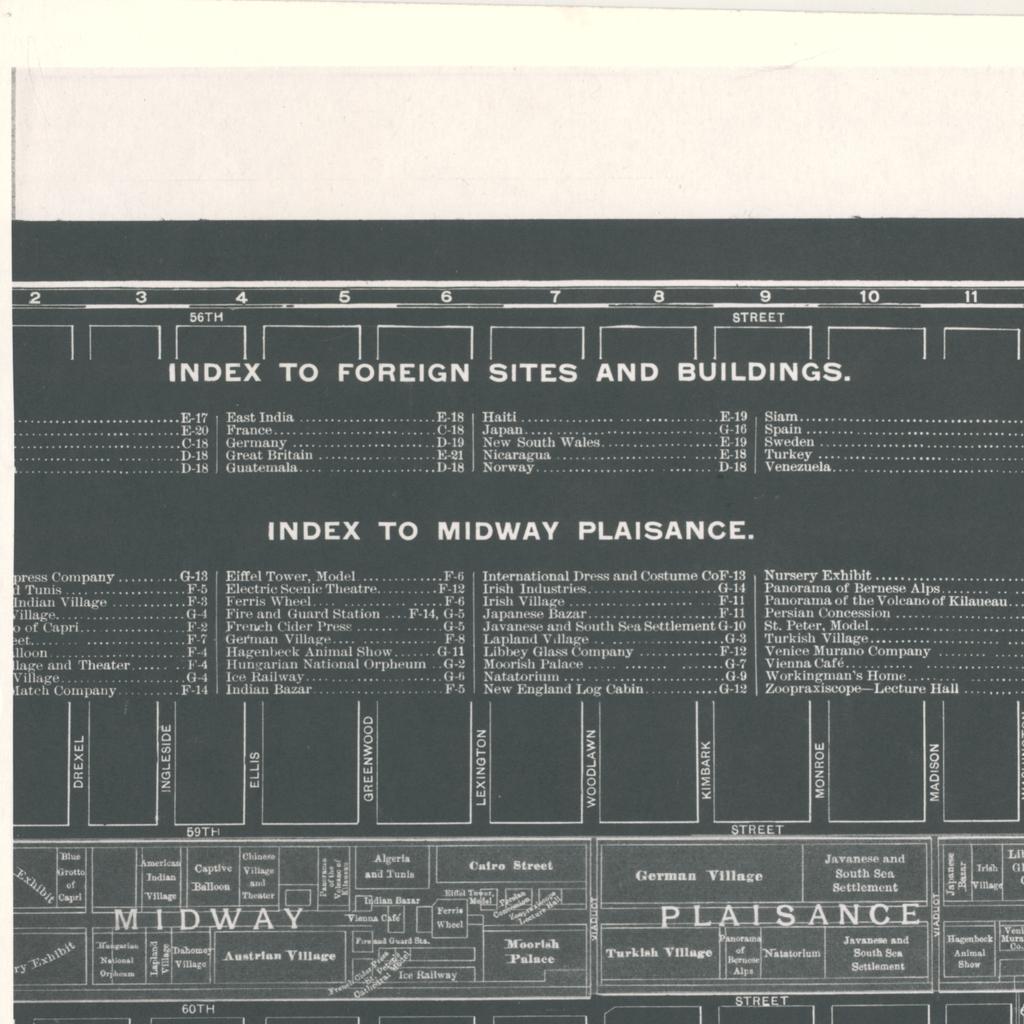 2 3 4 5 6 7 8 9 10 11
56TH STREET
INDEX TO FOREIGN SITES AND BUILDINGS.
E-17
E-20
C-18
D-18
D-18
East India E-18
France C-18
Germany D-19
Great Britain E-21
Guatemala D-18
Haiti E-19
Japan G-16
New South Wales E-19
Nicaragua E-18
Norway D-18
Siam
Spain
Sweden
Turkey
Venezuela
INDEX TO MIDWAY PLAISANCE.
press Company G-13
d Tunis F-5
Indian Village F-3
illage G-4
o of Capri F-2
eet F-7
lloon F-4
lage and Theater F-4
Village G-4
Match Company F-14
Eiffel Tower, Model F-6
Electric Scenic Theatre F-12
Ferris Wheel F-6
Fire and Guard Station F-14, G-5
French Cider Press G-5
German Village F-8
Hagenbeck Animal Show G-11
Hungarian National Orpheum G-2
Ice Railway G-6
Indian Bazar F-5
International Dress and Costume Co F-13
Irish Industries G-14
Irish Village F-11
Japanese Bazar F-11
Javanese and South Sea Settlement G-10
Lapland Village G-3
Libbey Glass Company F-12
Moorish Palace G-7
Natatorium G-9
New England Log Cabin G-12
Nursery Exhibit
Panorama of Bernese Alps
Panorama of the Volcano of Kilaueau
Persian Concession
St. Peter, Model
Turkish Village
Venice Murano Company
Vienna Café
Workingman's Home
Zoopraxiscope—Lecture Hall
DREXEL
INGLESIDE
ELLIS
GREENWOOD
LEXINGTON
WOODLAWN
KIMBARK
MONROE
MADISON
59TH STREET
Exhibit
Blue
Grotto
of
Capri
American
Indian
Village
Captive
Balloon
Chinese
Village
and
Theater
Panorama
of the
Volcano of
Kilaueau
Algeria
and Tunis
Cairo Street
German Village
Javanese and
South Sea
Settlement
Japanese
Bazar
Irish
Village
Indian Bazar
Eiffel Tower,
Model
Persian
Concession
Zoopraxiscope
Lecture Hall
Vienna Café
Ferris
Wheel
MIDWAY PLAISANCE
VIADUCT
VIADUCT
ry Exhibit
Hungarian
National
Orpheum
Lapland
Village
Dahomey
Village
Austrian Village
Fire and Guard Sta.
French Cider Press
St. Peters
Cathedral Model
Ice Railway
Moorish
Palace
Turkish Village
Panorama
of
Bernese
Alps
Natatorium
Javanese and
South Sea
Settlement
Hagenbeck
Animal
Show
Veni
Mura
Co.
60TH STREET